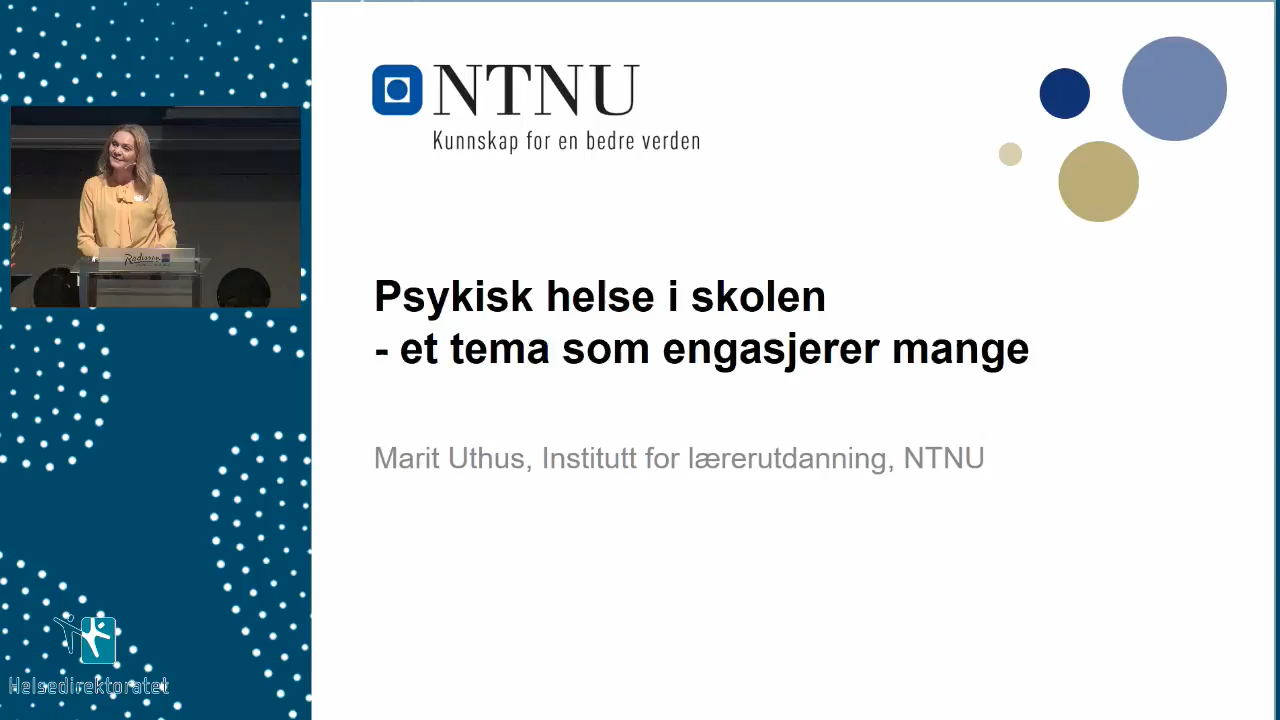 NTNU
Kunnskap for en bedre verden
Psykisk helse i skolen
- et tema som engasjerer mange
Marit Uthus, Institutt for lærerutdanning, NTNU
Radisson
Helsedirektoratet